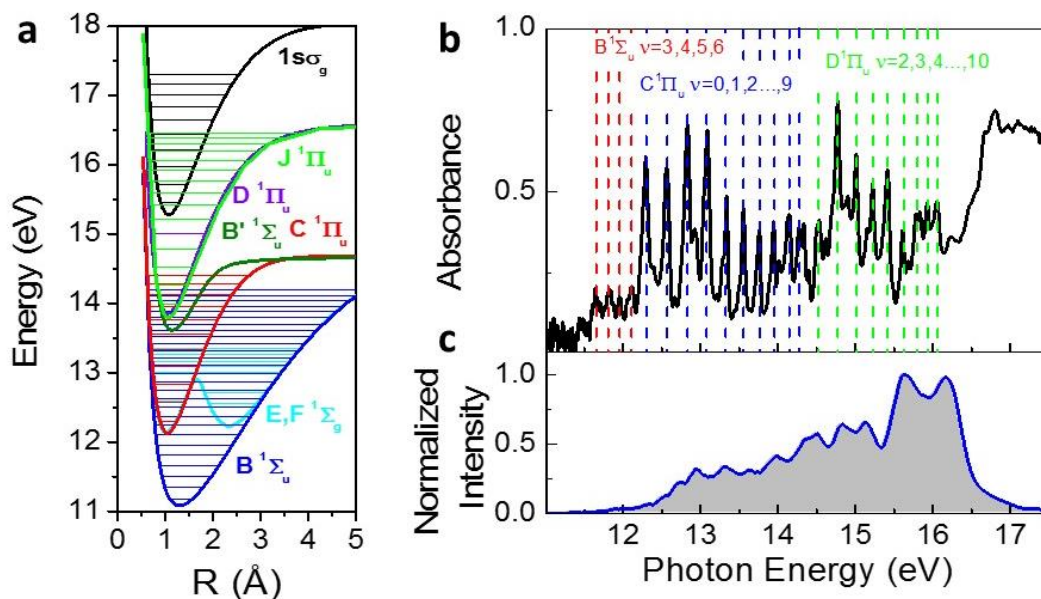 a
18
17
16
15
14
13
12
11
Energy (eV)
1sσg
J ¹Πu
D ¹Πu
B' ¹Σu C ¹Πu
E,F ¹Σg
B ¹Σu
0 1 2 3 4 5
R (Å)
b
1.0
0.5
Absorbance
B¹Σu ν=3,4,5,6
C¹Πu ν=0,1,2...,9
D¹Πu ν=2,3,4...,10
c
1.0
0.5
0.0
Normalized
Intensity
12 13 14 15 16 17
Photon Energy (eV)